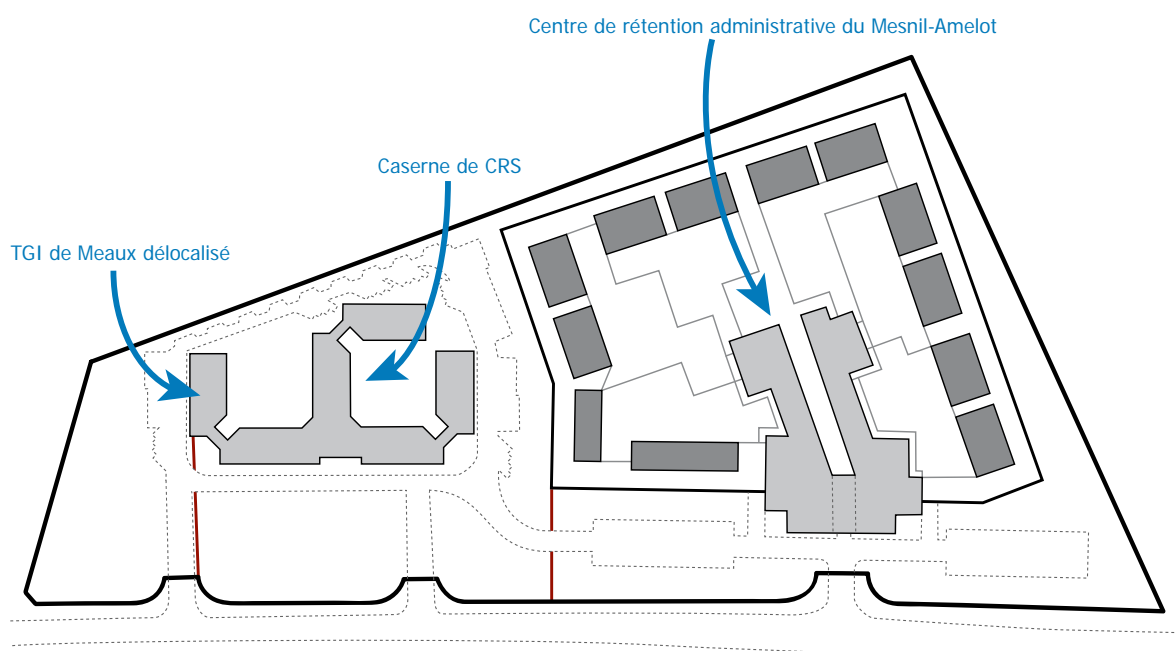 Centre de rétention administrative du Mesnil-Amelot
Caserne de CRS
TGI de Meaux délocalisé